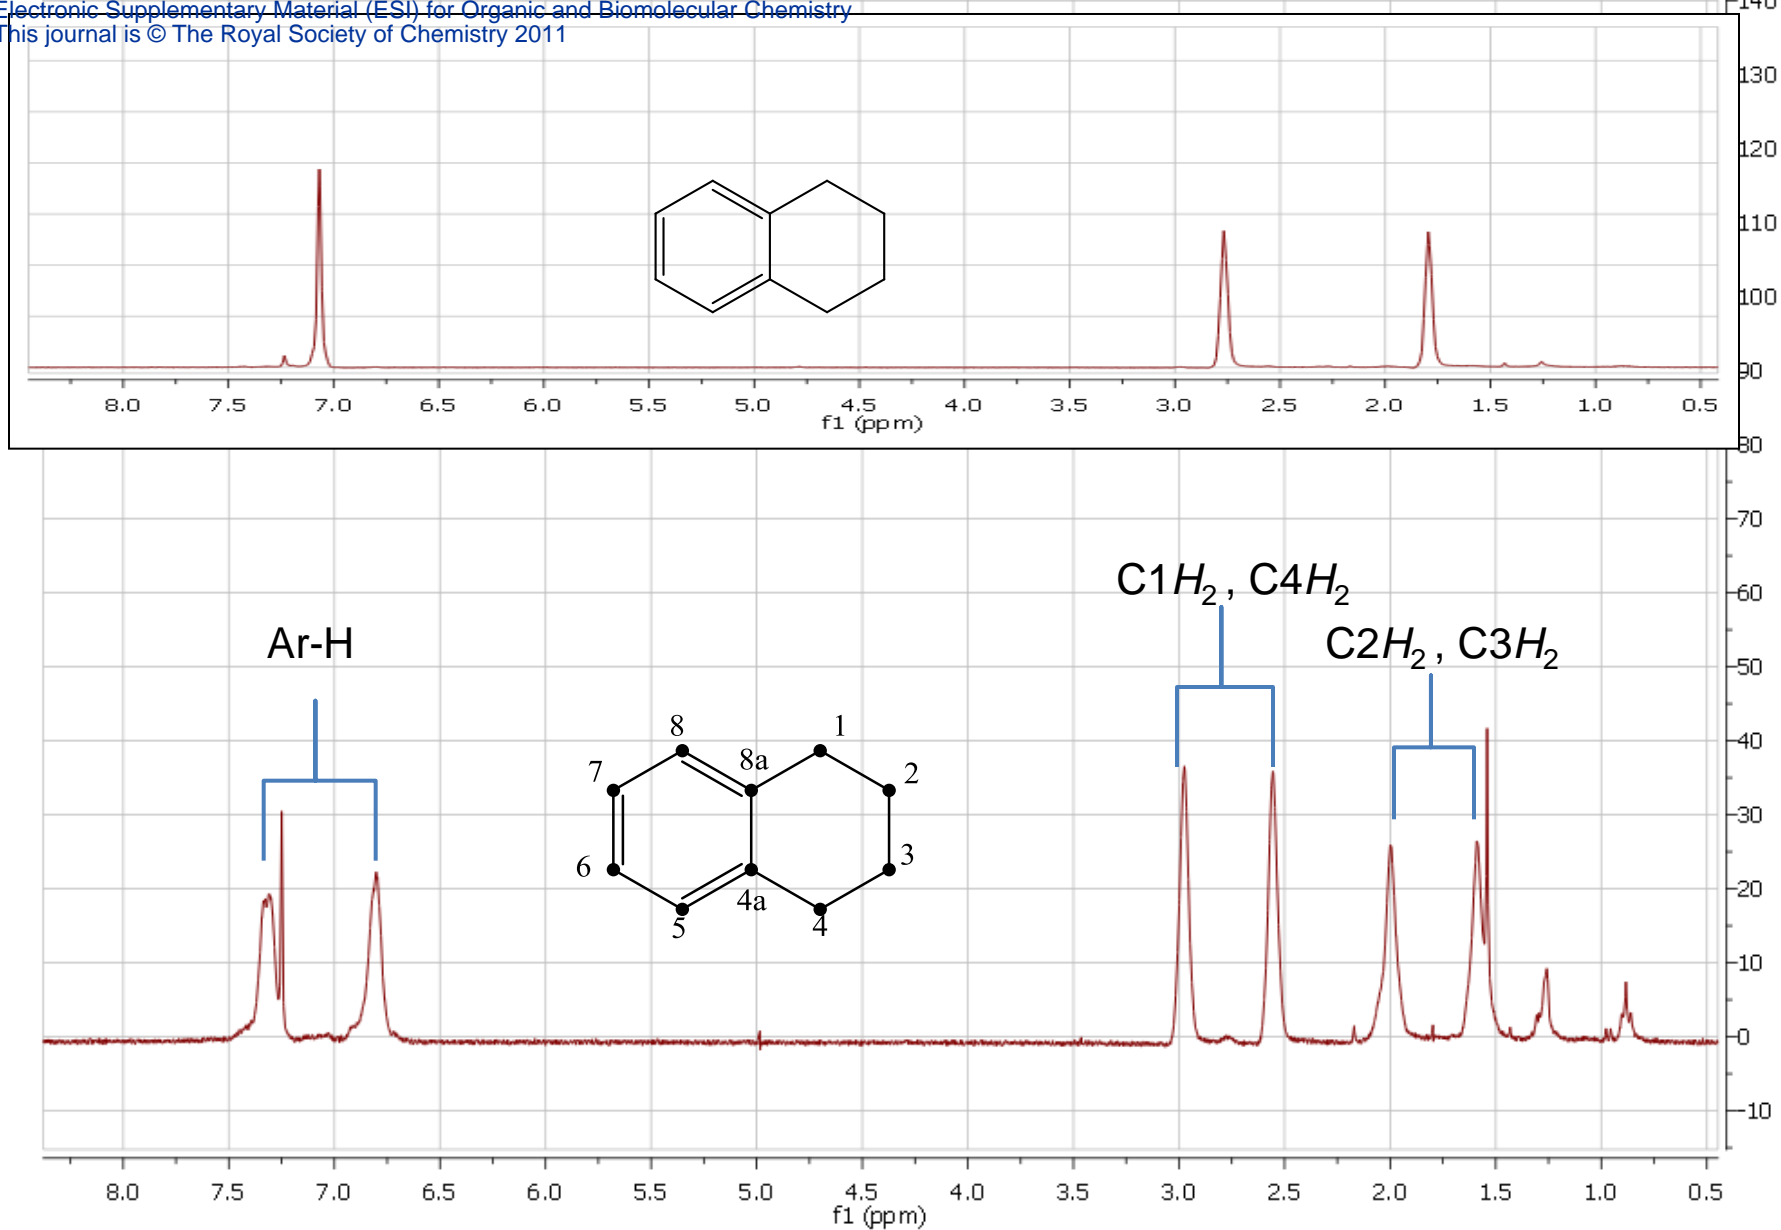 Electronic Supplementary Material (ESI) for Organic and Biomolecular Chemistry
This journal is © The Royal Society of Chemistry 2011
140
130
120
110
100
90
8.0 7.5 7.0 6.5 6.0 5.5 5.0 4.5 4.0 3.5 3.0 2.5 2.0 1.5 1.0 0.5
f1 (ppm)
80
70
C1H2 , C4H2
60
Ar-H
C2H2 , C3H2
50
40
8 1
8a
7 2
30
6 3
4a
20
5 4
10
0
-10
8.0 7.5 7.0 6.5 6.0 5.5 5.0 4.5 4.0 3.5 3.0 2.5 2.0 1.5 1.0 0.5
f1 (ppm)